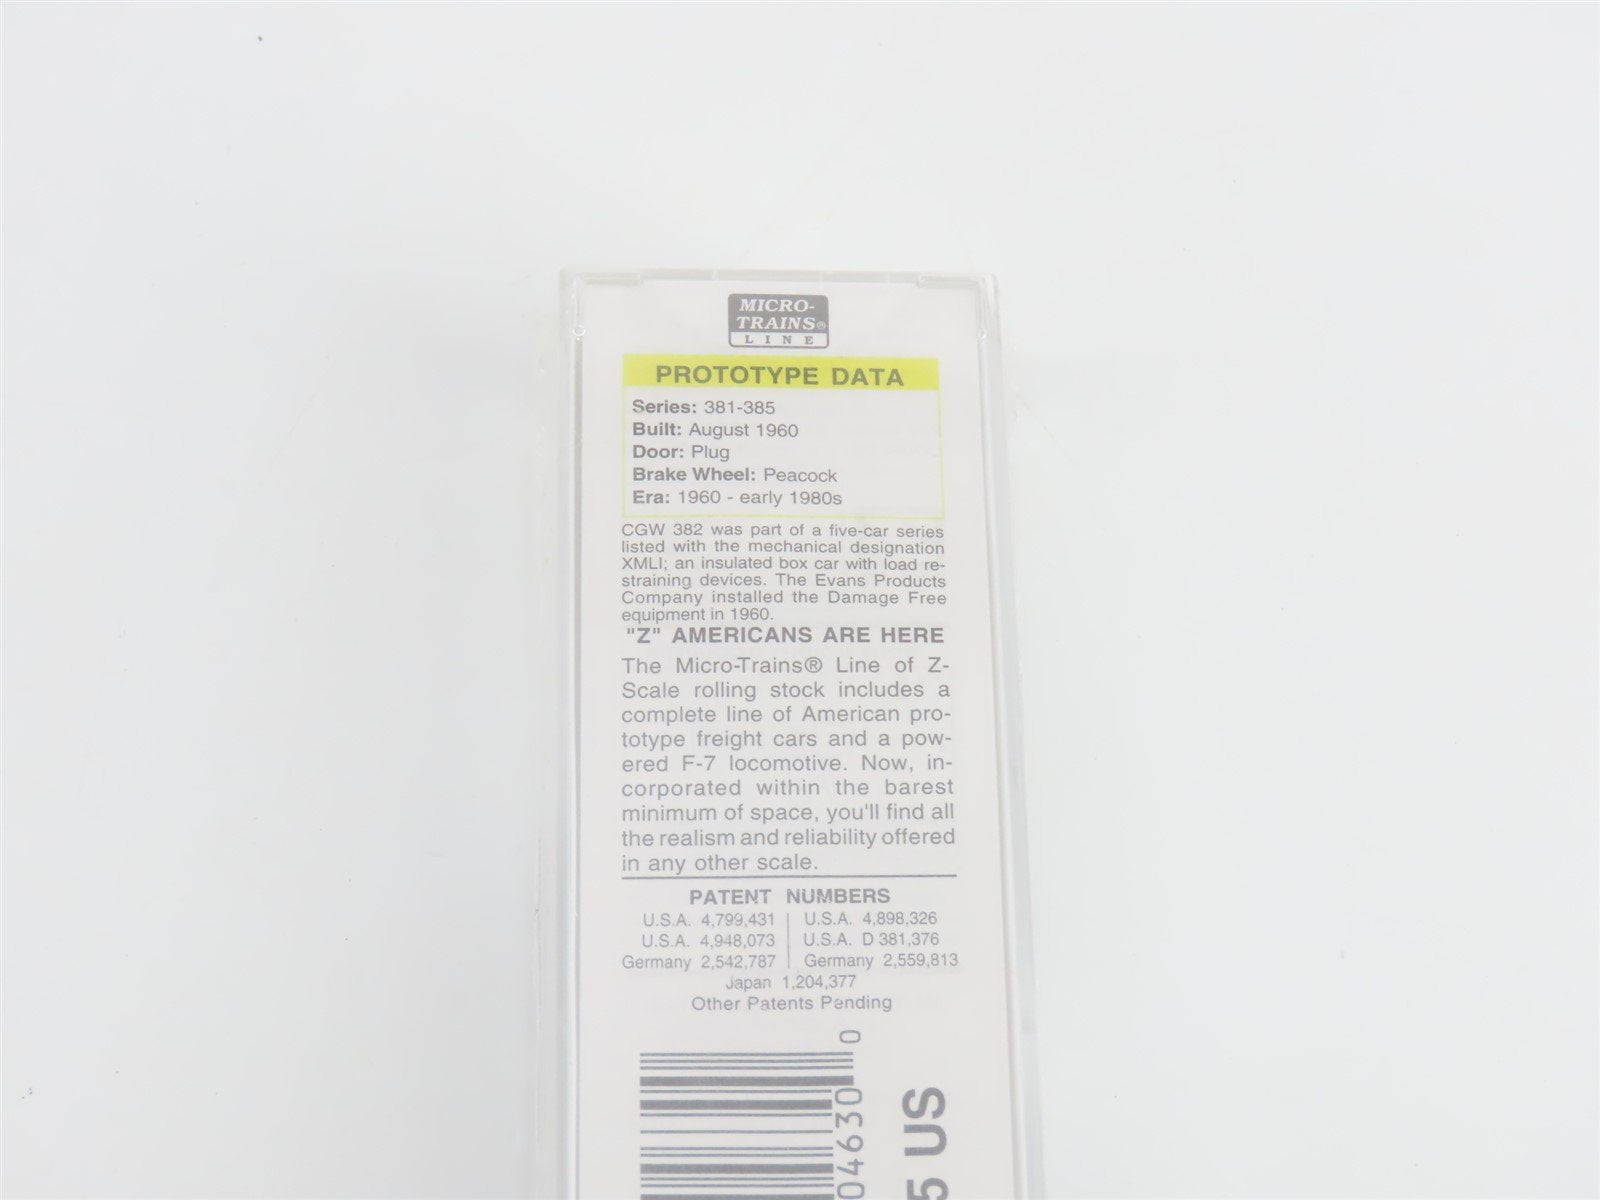 MICRO-
TRAINS®
LINE
PROTOTYPE DATA
Series: 381-385
Built: August 1960
Door: Plug
Brake Wheel: Peacock
Era: 1960 - early 1980s
CGW 382 was part of a five-car series
listed with the mechanical designation
XMLI; an insulated box car with load re-
straining devices. The Evans Products
Company installed the Damage Free
equipment in 1960.
"Z" AMERICANS ARE HERE
The Micro-Trains® Line of Z-
Scale rolling stock includes a
complete line of American pro-
totype freight cars and a pow-
ered F-7 locomotive. Now, in-
corporated within the barest
minimum of space, you'll find all
the realism and reliability offered
in any other scale.
PATENT NUMBERS
U.S.A. 4,799,431 U.S.A. 4,898,326
U.S.A. 4,948,073 U.S.A. D 381,376
Germany 2,542,787 Germany 2,559,813
Japan 1,204,377
Other Patents Pending
04630 0
5 US